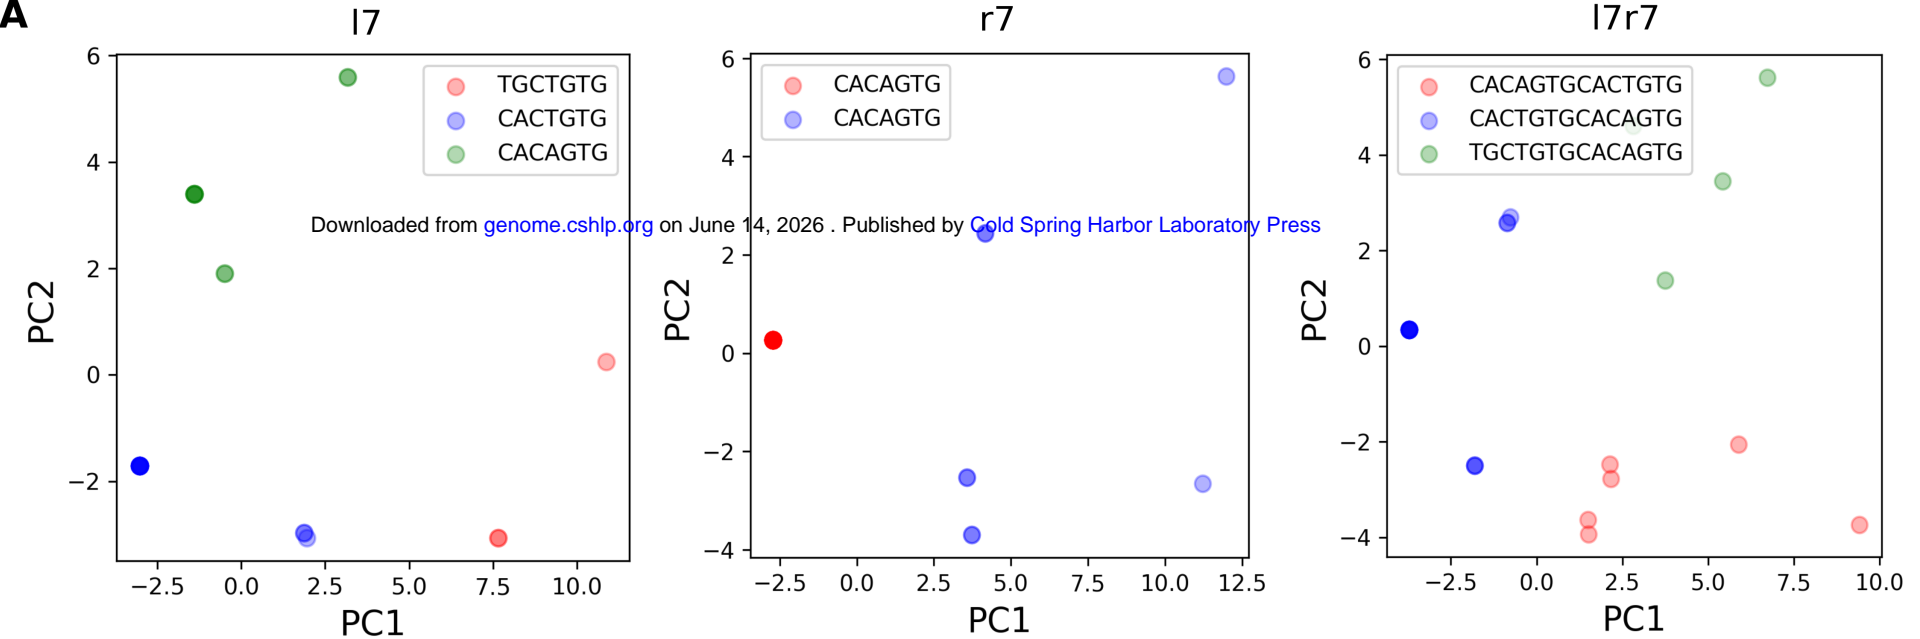 A
l7
r7
l7r7
6
4
2
0
−2
PC2
TGCTGTG
CACTGTG
CACAGTG
−2.5 0.0 2.5 5.0 7.5 10.0
PC1
6
4
2
0
−2
−4
PC2
CACAGTG
CACAGTG
−2.5 0.0 2.5 5.0 7.5 10.0 12.5
PC1
6
4
2
0
−2
−4
PC2
CACAGTGCACTGTG
CACTGTGCACAGTG
TGCTGTGCACAGTG
−2.5 0.0 2.5 5.0 7.5 10.0
PC1
Downloaded from genome.cshlp.org on June 14, 2026 . Published by Cold Spring Harbor Laboratory Press